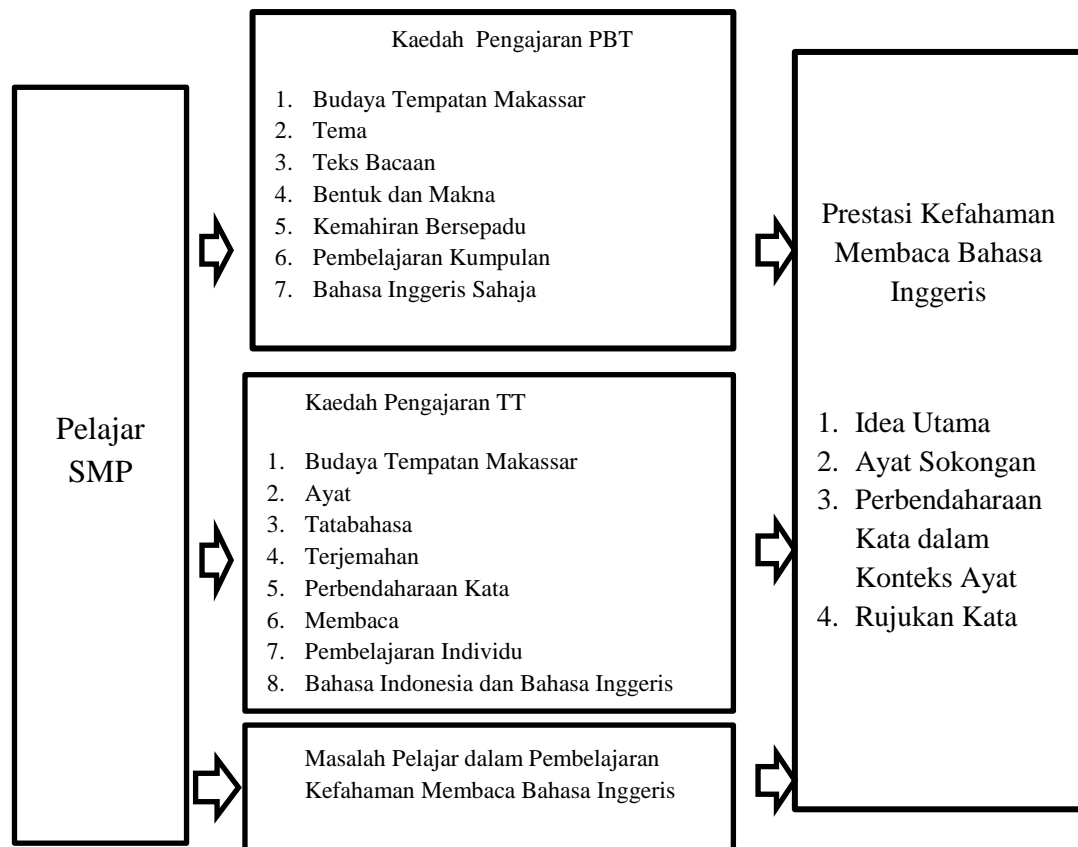 Pelajar
SMP
Kaedah Pengajaran PBT
1. Budaya Tempatan Makassar
2. Tema
3. Teks Bacaan
4. Bentuk dan Makna
5. Kemahiran Bersepadu
6. Pembelajaran Kumpulan
7. Bahasa Inggeris Sahaja
Kaedah Pengajaran TT
1. Budaya Tempatan Makassar
2. Ayat
3. Tatabahasa
4. Terjemahan
5. Perbendaharaan Kata
6. Membaca
7. Pembelajaran Individu
8. Bahasa Indonesia dan Bahasa Inggeris
Masalah Pelajar dalam Pembelajaran
Kefahaman Membaca Bahasa Inggeris
Prestasi Kefahaman
Membaca Bahasa
Inggeris
1. Idea Utama
2. Ayat Sokongan
3. Perbendaharaan
Kata dalam
Konteks Ayat
4. Rujukan Kata